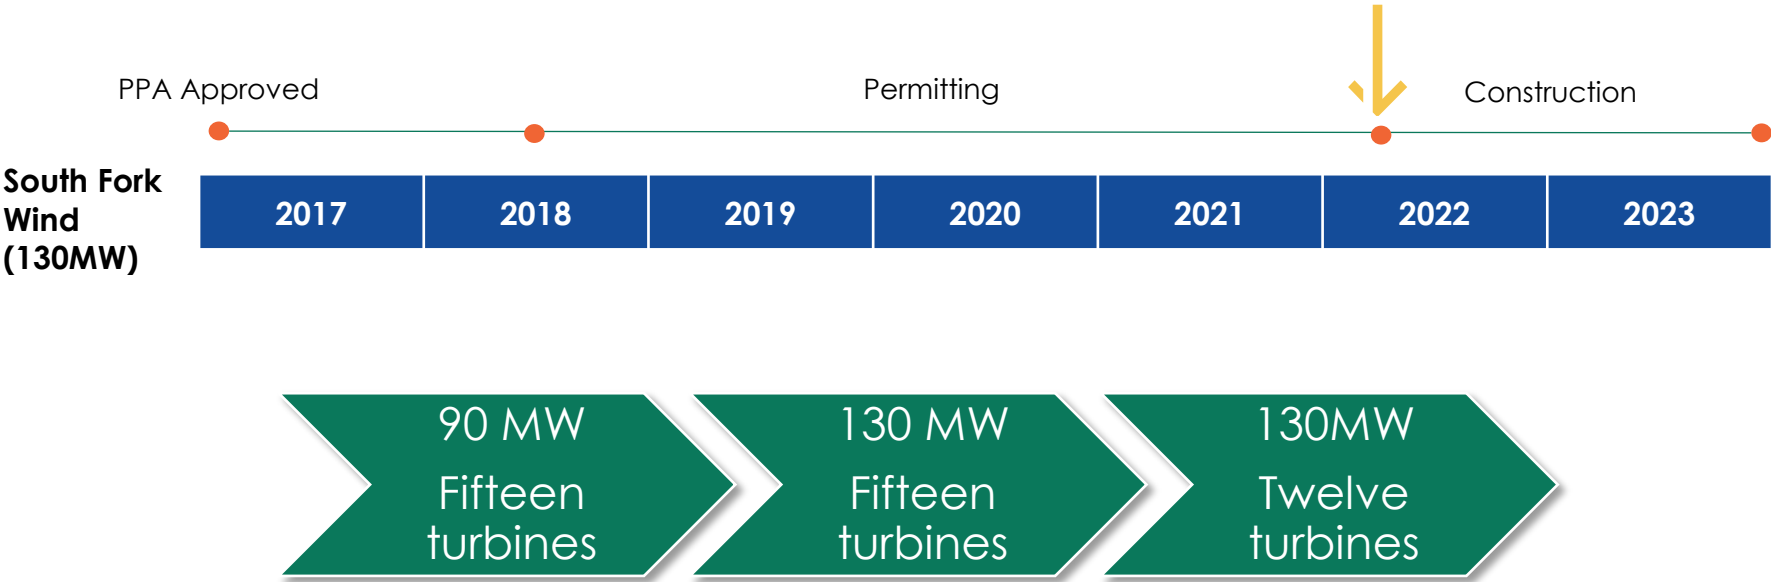 PPA Approved
Permitting
Construction
South Fork
Wind
(130MW)
2017
2018
2019
2020
2021
2022
2023
90 MW
Fifteen
turbines
130 MW
Fifteen
turbines
130MW
Twelve
turbines